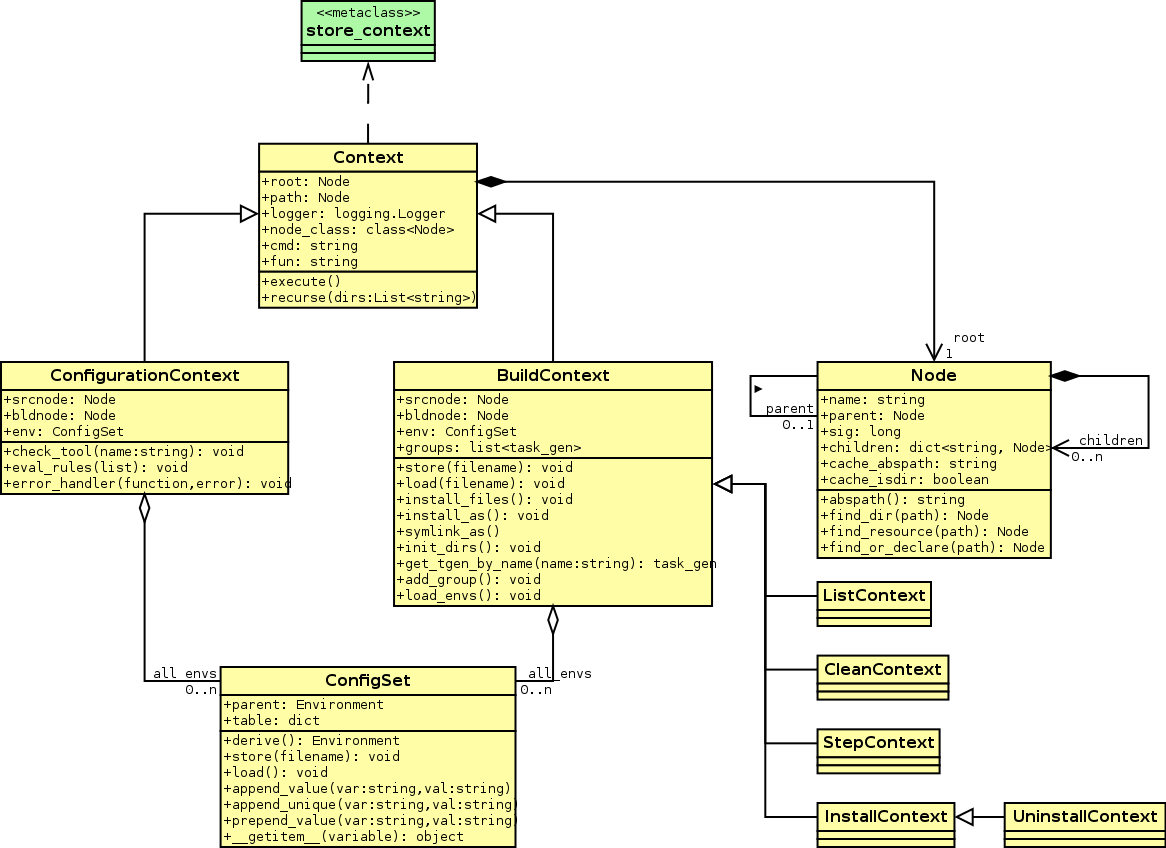 <<metaclass>>
store_context
Context
+root: Node
+path: Node
+logger: logging.Logger
+node_class: class<Node>
+cmd: string
+fun: string
+execute()
+recurse(dirs:List<string>)
root
1
ConfigurationContext
+srcnode: Node
+bldnode: Node
+env: ConfigSet
+check_tool(name:string): void
+eval_rules(list): void
+error_handler(function,error): void
BuildContext
+srcnode: Node
+bldnode: Node
+env: ConfigSet
+groups: list<task_gen>
+store(filename): void
+load(filename): void
+install_files(): void
+install_as(): void
+symlink_as()
+init_dirs(): void
+get_tgen_by_name(name:string): task_gen
+add_group(): void
+load_envs(): void
parent
0..1
Node
+name: string
+parent: Node
+sig: long
+children: dict<string, Node>
+cache_abspath: string
+cache_isdir: boolean
+abspath(): string
+find_dir(path): Node
+find_resource(path): Node
+find_or_declare(path): Node
children
0..n
ListContext
CleanContext
StepContext
InstallContext
UninstallContext
all_envs
0..n
all_envs
0..n
ConfigSet
+parent: Environment
+table: dict
+derive(): Environment
+store(filename): void
+load(): void
+append_value(var:string,val:string)
+append_unique(var:string,val:string)
+prepend_value(var:string,val:string)
+__getitem__(variable): object